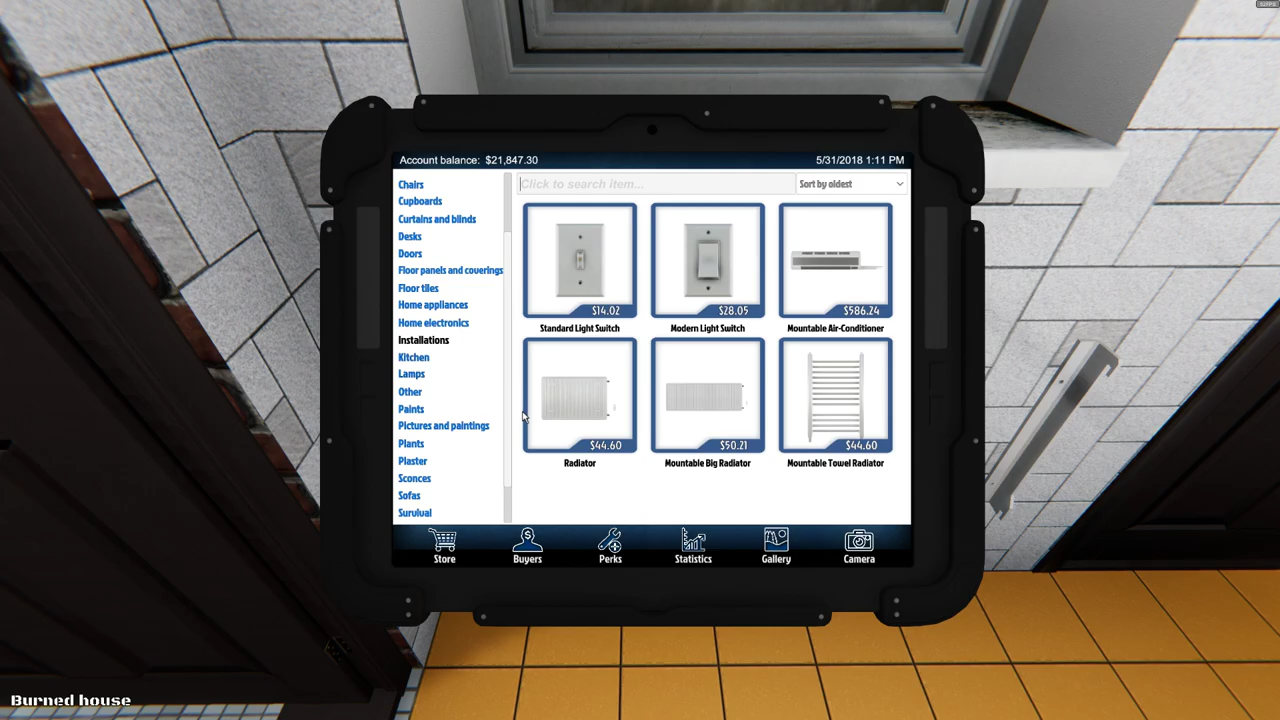 Account balance: $21,847.30
5/31/2018 1:11 PM
Chairs
Cupboards
Curtains and blinds
Desks
Doors
Floor panels and coverings
Floor tiles
Home appliances
Home electronics
Installations
Kitchen
Lamps
Other
Paints
Pictures and paintings
Plants
Plaster
Sconces
Sofas
Survival
Click to search item...
Sort by oldest
$14.02
$28.05
$586.24
Standard Light Switch
Modern Light Switch
Mountable Air-Conditioner
$44.60
$50.21
$44.60
Radiator
Mountable Big Radiator
Mountable Towel Radiator
Store
Buyers
Perks
Statistics
Gallery
Camera
Burned house